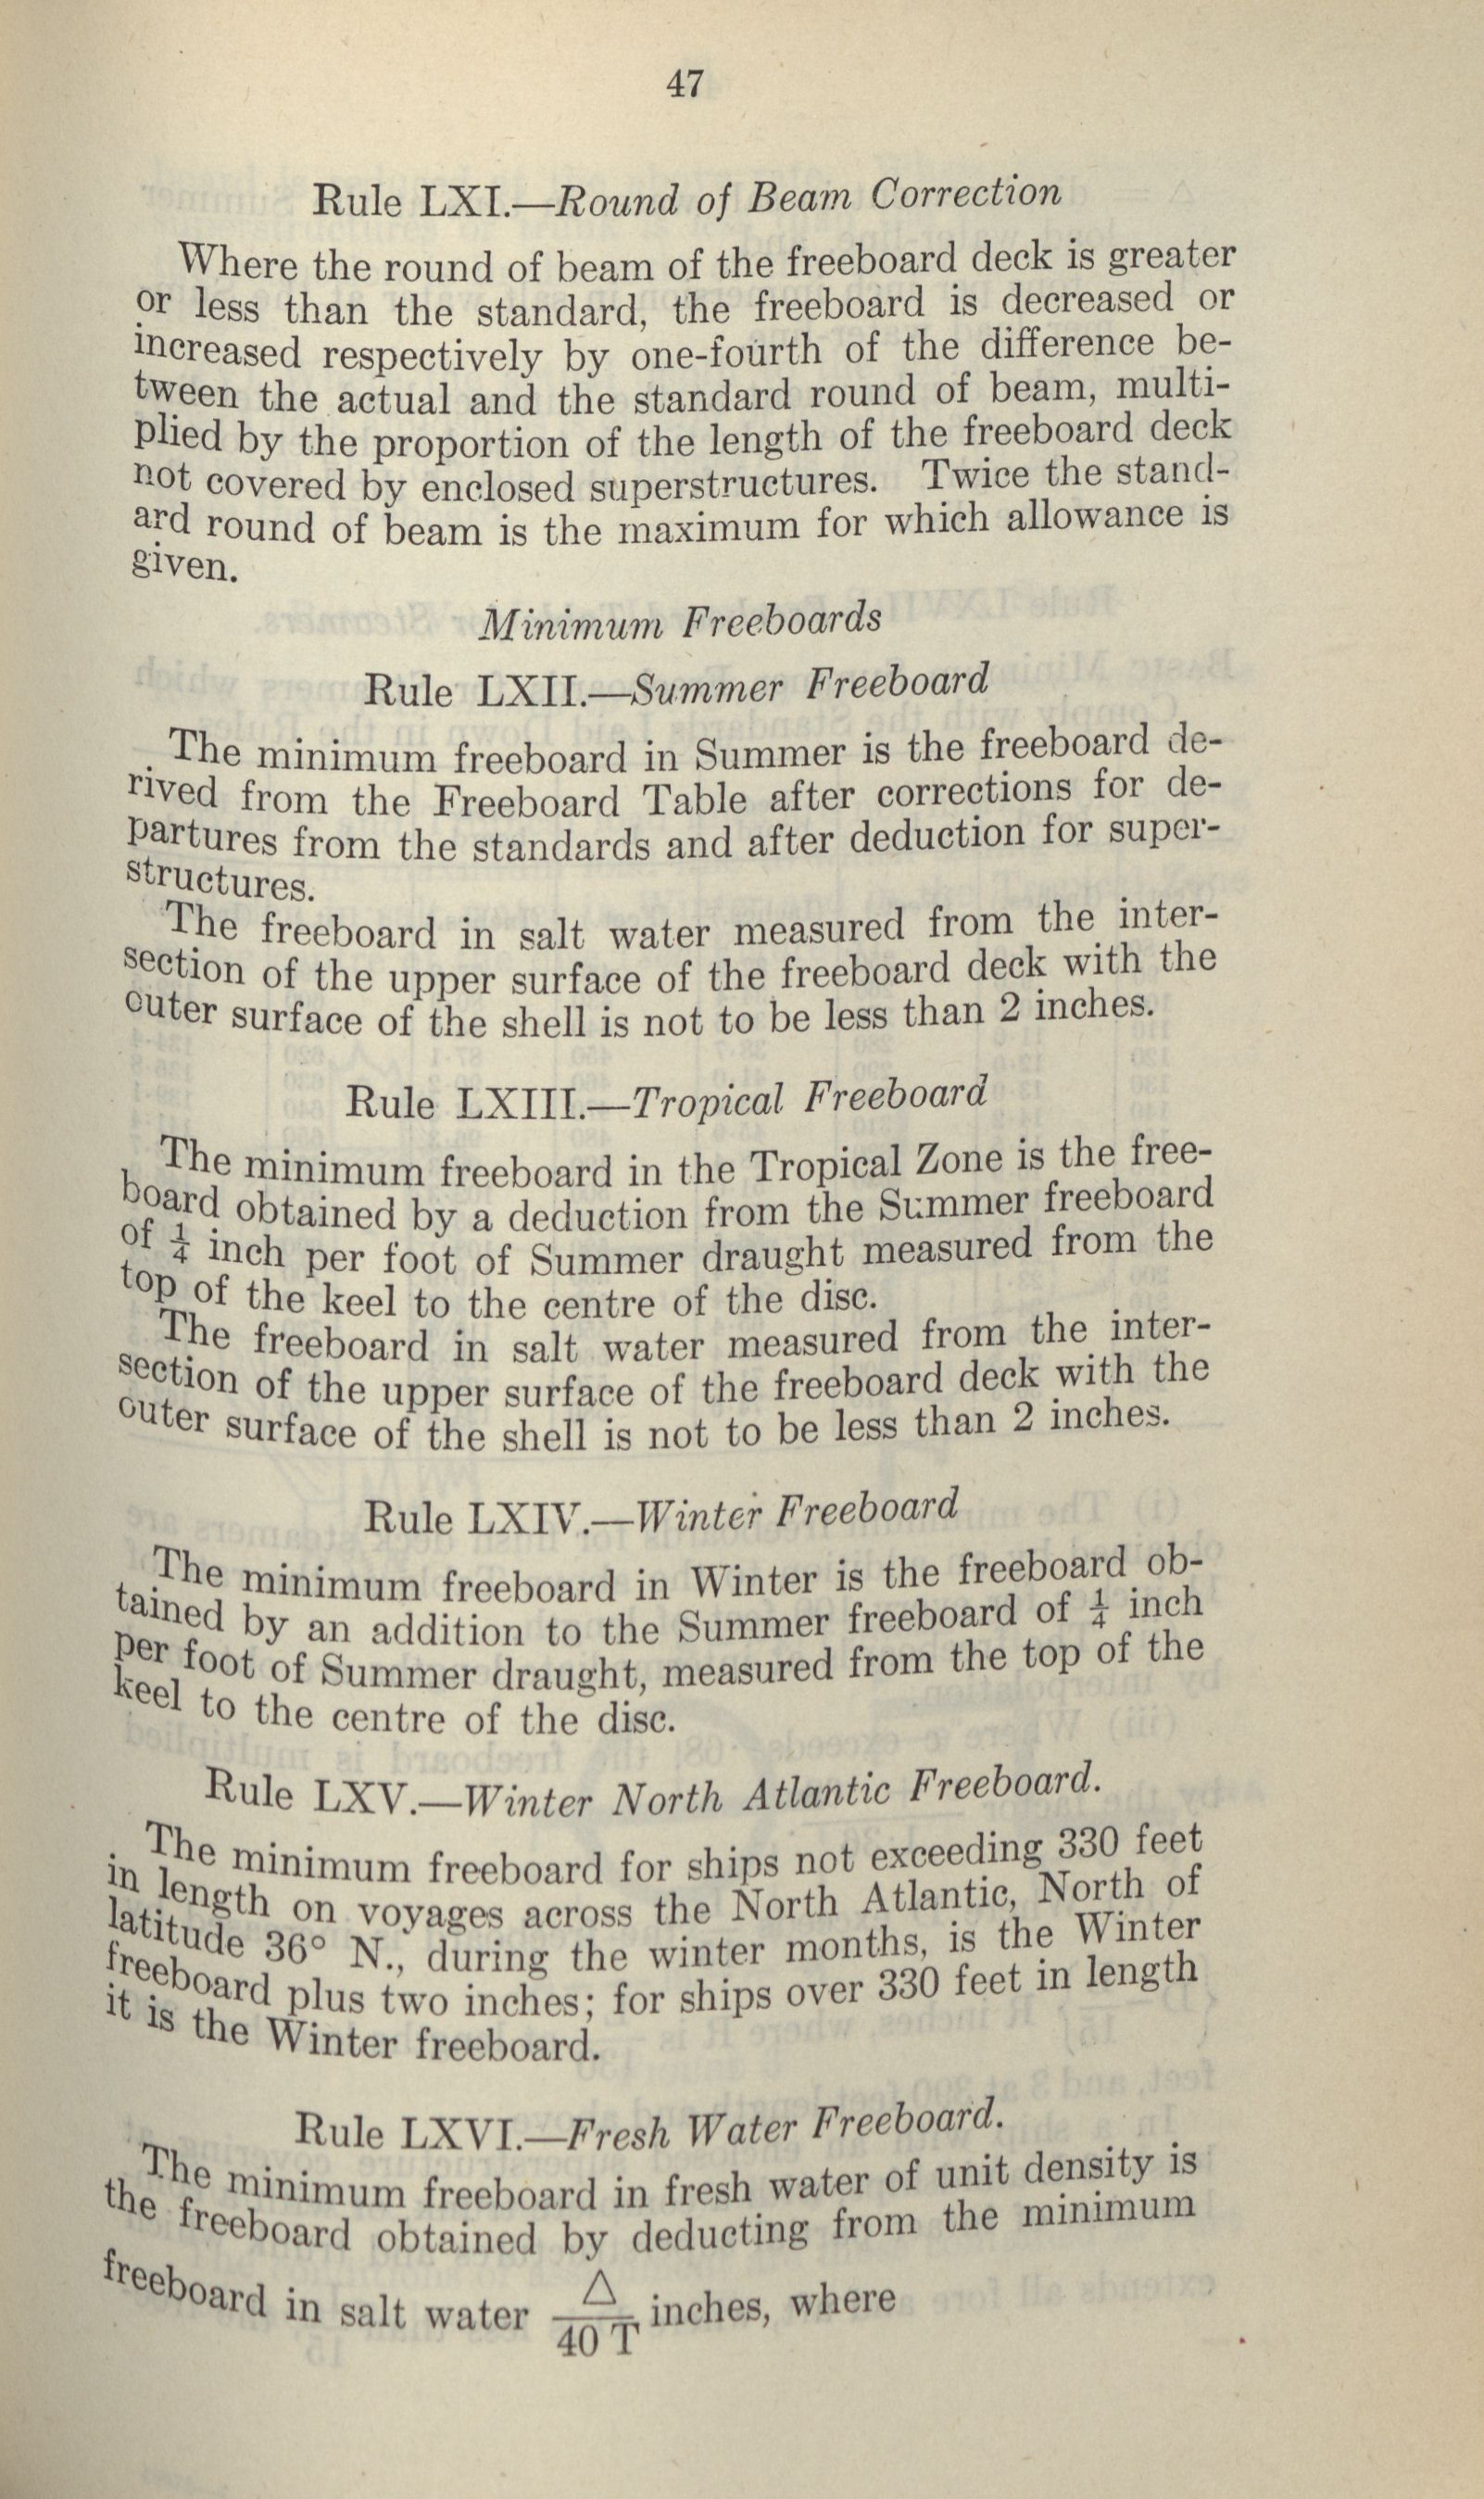 47
Rule LXI.—Round of Beam Correction
Where the round of beam of the freeboard deck is greater
or less than the standard, the freeboard is decreased or
increased respectively by one-fourth of the difference be-
tween the actual and the standard round of beam, multi-
plied by the proportion of the length of the freeboard deck
not covered by enclosed superstructures. Twice the stand-
ard round of beam is the maximum for which allowance is
given.
Minimum Freeboards
Rule LXII.—Summer Freeboard
The minimum freeboard in Summer is the freeboard de-
rived from the Freeboard Table after corrections for de-
partures from the standards and after deduction for super-
structures.
The freeboard in salt water measured from the inter-
section of the upper surface of the freeboard deck with the
outer surface of the shell is not to be less than 2 inches.
Rule LXIII.—Tropical Freeboard
The minimum freeboard in the Tropical Zone is the free-
board obtained by a deduction from the Summer freeboard
of ¼ inch per foot of Summer draught measured from the
top of the keel to the centre of the disc.
The freeboard in salt water measured from the inter-
section of the upper surface of the freeboard deck with the
outer surface of the shell is not to be less than 2 inches.
Rule LXIV.—Winter Freeboard
The minimum freeboard in Winter is the freeboard ob-
tained by an addition to the Summer freeboard of ¼ inch
per foot of Summer draught, measured from the top of the
keel to the centre of the disc.
Rule LXV.—Winter North Atlantic Freeboard.
The minimum freeboard for ships not exceeding 330 feet
in length on voyages across the North Atlantic, North of
latitude 36° N., during the winter months, is the Winter
freeboard plus two inches; for ships over 330 feet in length
it is the Winter freeboard.
Rule LXVI.—Fresh Water Freeboard.
The minimum freeboard in fresh water of unit density is
the freeboard obtained by deducting from the minimum
freeboard in salt water △/40 T inches, where